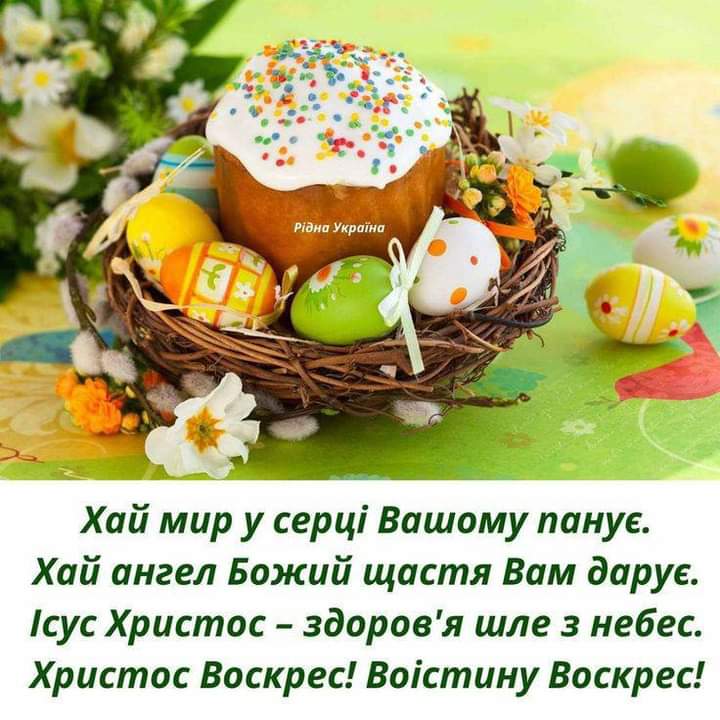 Рідна Україна
Хай мир у серці Вашому панує.
Хай ангел Божий щастя Вам дарує.
Ісус Христос – здоров'я шле з небес.
Христос Воскрес! Воістину Воскрес!